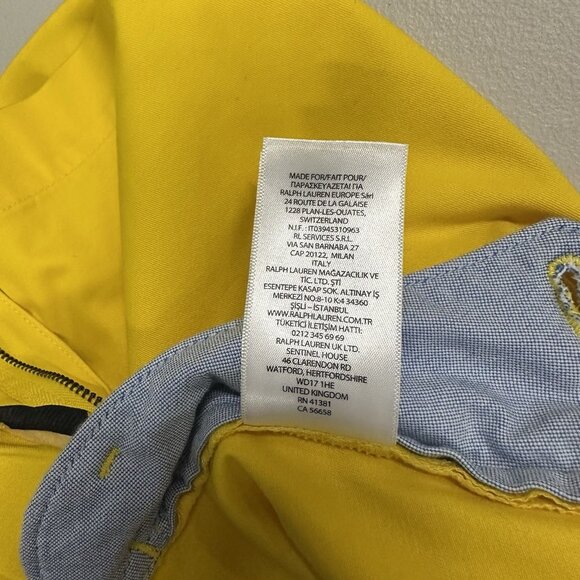 MADE FOR/FAIT POUR/
ΠΑΡΑΣΚΕΥΑΖΕΤΑΙ ΓΙΑ
RALPH LAUREN EUROPE Sàrl
24 ROUTE DE LA GALAISE
1228 PLAN-LES-OUATES,
SWITZERLAND
N.I.F. : IT03945310963
RL SERVICES S.R.L.
VIA SAN BARNABA 27
CAP 20122, MILAN
ITALY
RALPH LAUREN MAĞAZACILIK VE
TİC. LTD. ŞTİ
ESENTEPE KASAP SOK. ALTINAY İŞ
MERKEZİ NO:8-10 K:4 34360
ŞİŞLİ – İSTANBUL
WWW.RALPHLAUREN.COM.TR
TÜKETİCİ İLETİŞİM HATTI:
0212 345 69 69
RALPH LAUREN UK LTD.
SENTINEL HOUSE
46 CLARENDON RD
WATFORD, HERTFORDSHIRE
WD17 1HE
UNITED KINGDOM
RN 41381
CA 56658